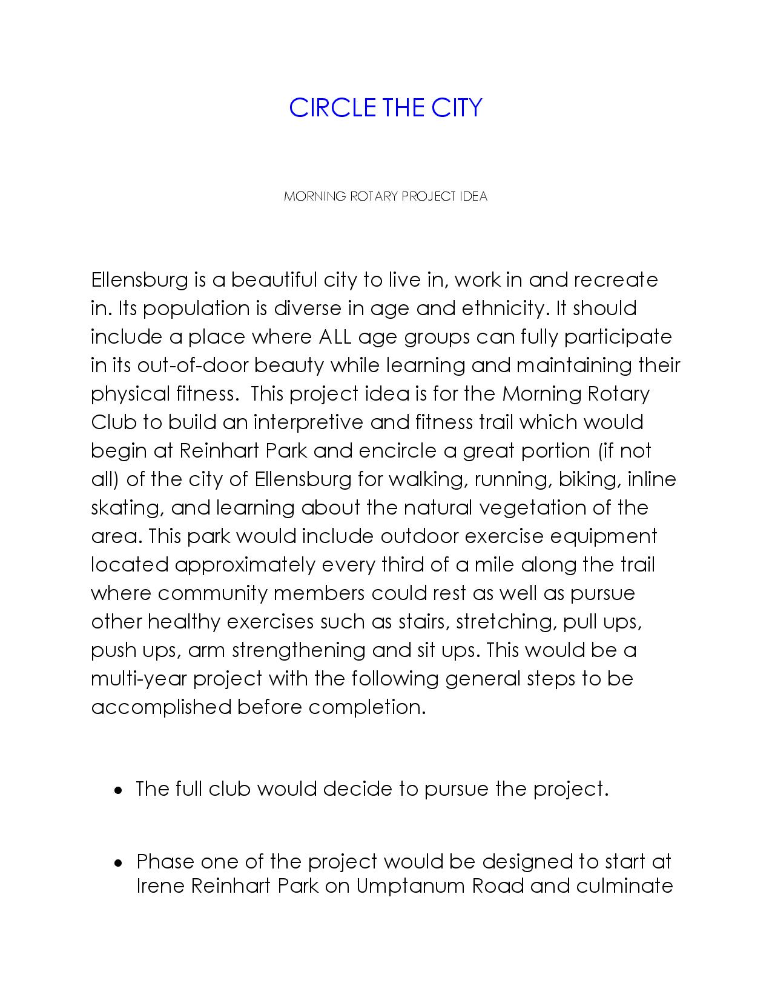 CIRCLE THE CITY
MORNING ROTARY PROJECT IDEA
Ellensburg is a beautiful city to live in, work in and recreate
in. Its population is diverse in age and ethnicity. It should
include a place where ALL age groups can fully participate
in its out-of-door beauty while learning and maintaining their
physical fitness.  This project idea is for the Morning Rotary
Club to build an interpretive and fitness trail which would
begin at Reinhart Park and encircle a great portion (if not
all) of the city of Ellensburg for walking, running, biking, inline
skating, and learning about the natural vegetation of the
area. This park would include outdoor exercise equipment
located approximately every third of a mile along the trail
where community members could rest as well as pursue
other healthy exercises such as stairs, stretching, pull ups,
push ups, arm strengthening and sit ups. This would be a
multi-year project with the following general steps to be
accomplished before completion.
• The full club would decide to pursue the project.
• Phase one of the project would be designed to start at
Irene Reinhart Park on Umptanum Road and culminate